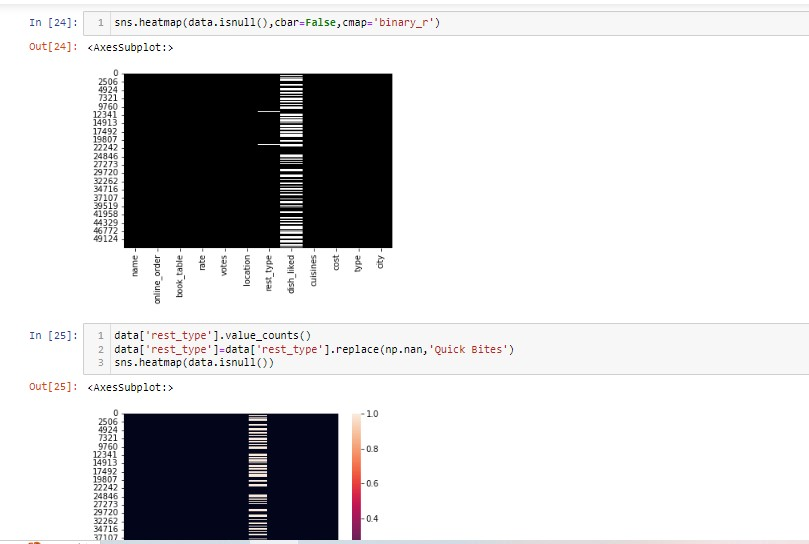 In [24]: 1 sns.heatmap(data.isnull(),cbar=False,cmap='binary_r')
Out[24]: <AxesSubplot:>
0
2506
4924
7321
9760
12341
14913
17492
19807
22242
24846
27273
29720
32262
34716
37107
39519
41958
44329
46772
49124
name
online_order
book_table
rate
votes
location
rest_type
dish_liked
cuisines
cost
type
city
In [25]: 1 data['rest_type'].value_counts()
2 data['rest_type']=data['rest_type'].replace(np.nan,'Quick Bites')
3 sns.heatmap(data.isnull())
Out[25]: <AxesSubplot:>
0
2506
4924
7321
9760
12341
14913
17492
19807
22242
24846
27273
29720
32262
34716
37107
1.0
0.8
0.6
0.4